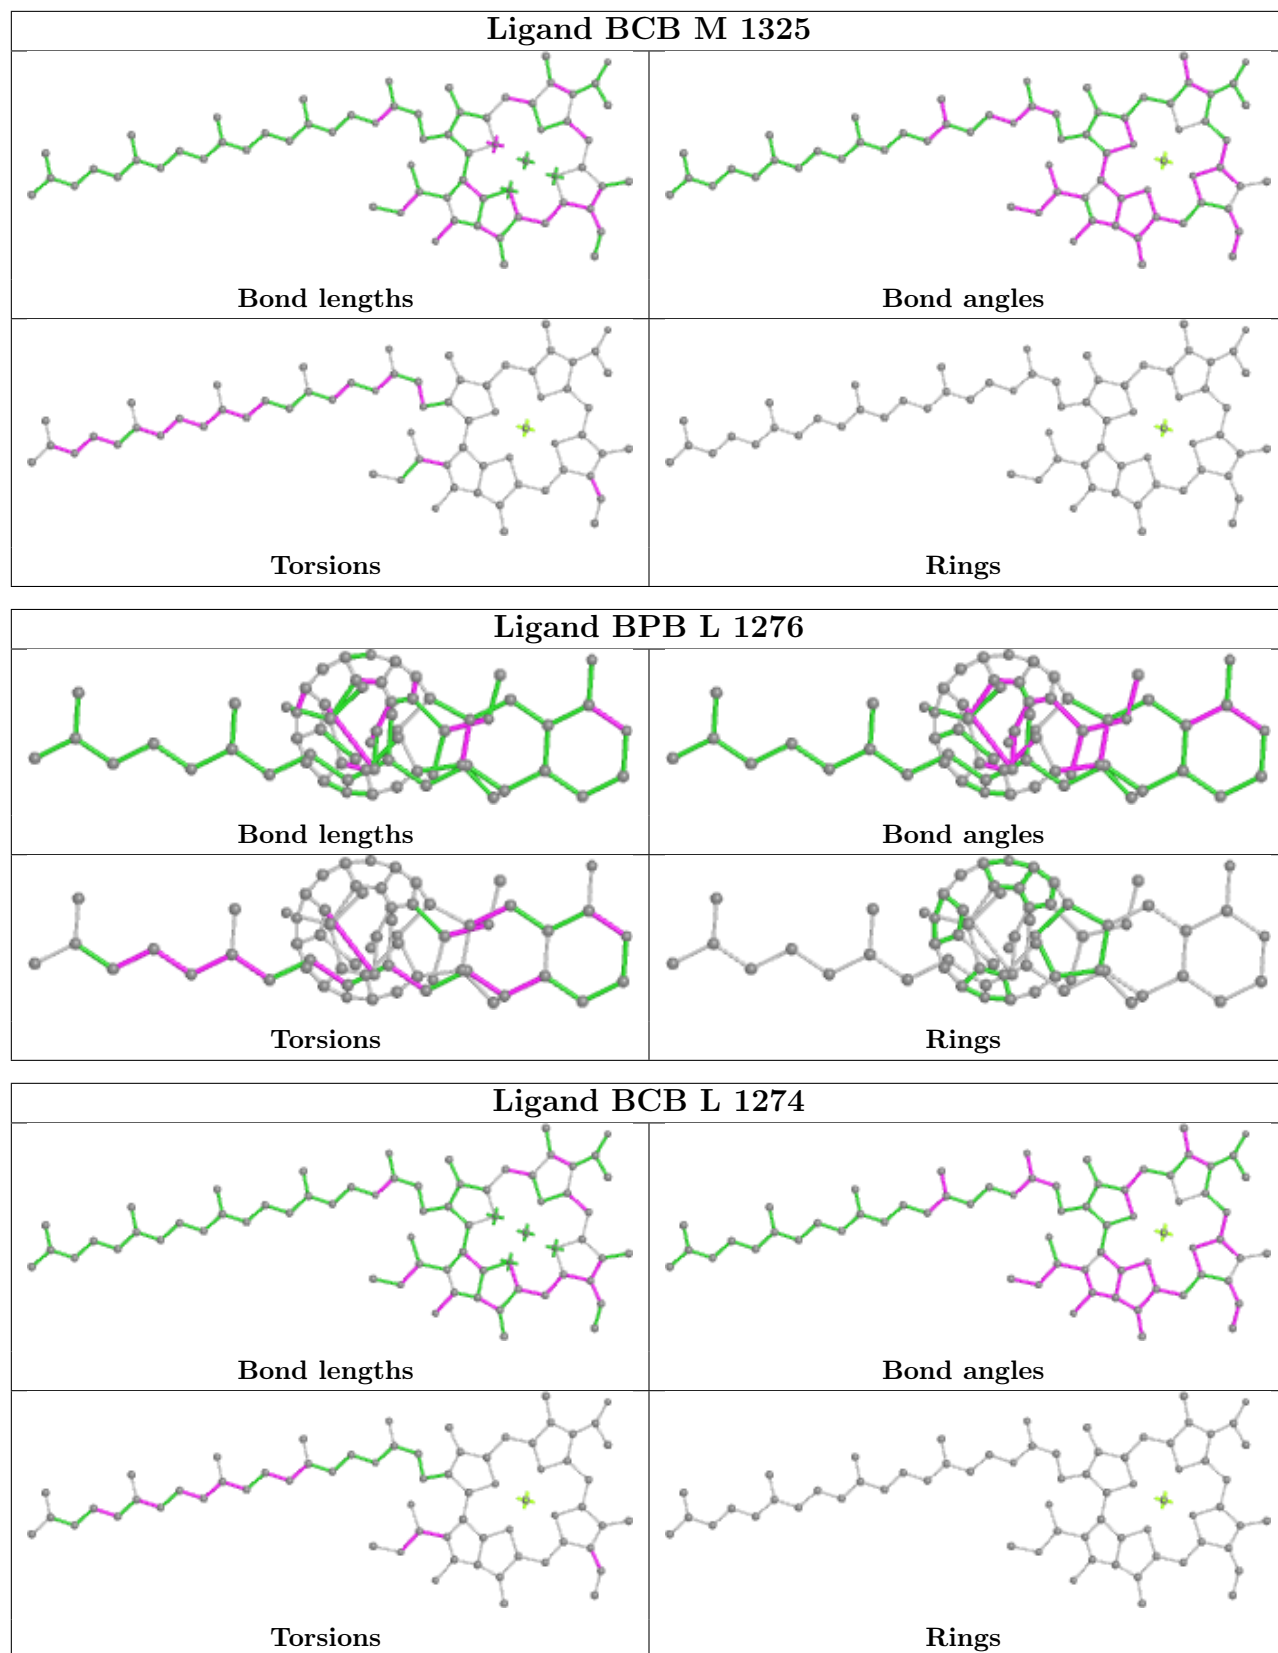 Ligand BCB M 1325
Bond lengths
Bond angles
Torsions
Rings
Ligand BPB L 1276
Bond lengths
Bond angles
Torsions
Rings
Ligand BCB L 1274
Bond lengths
Bond angles
Torsions
Rings